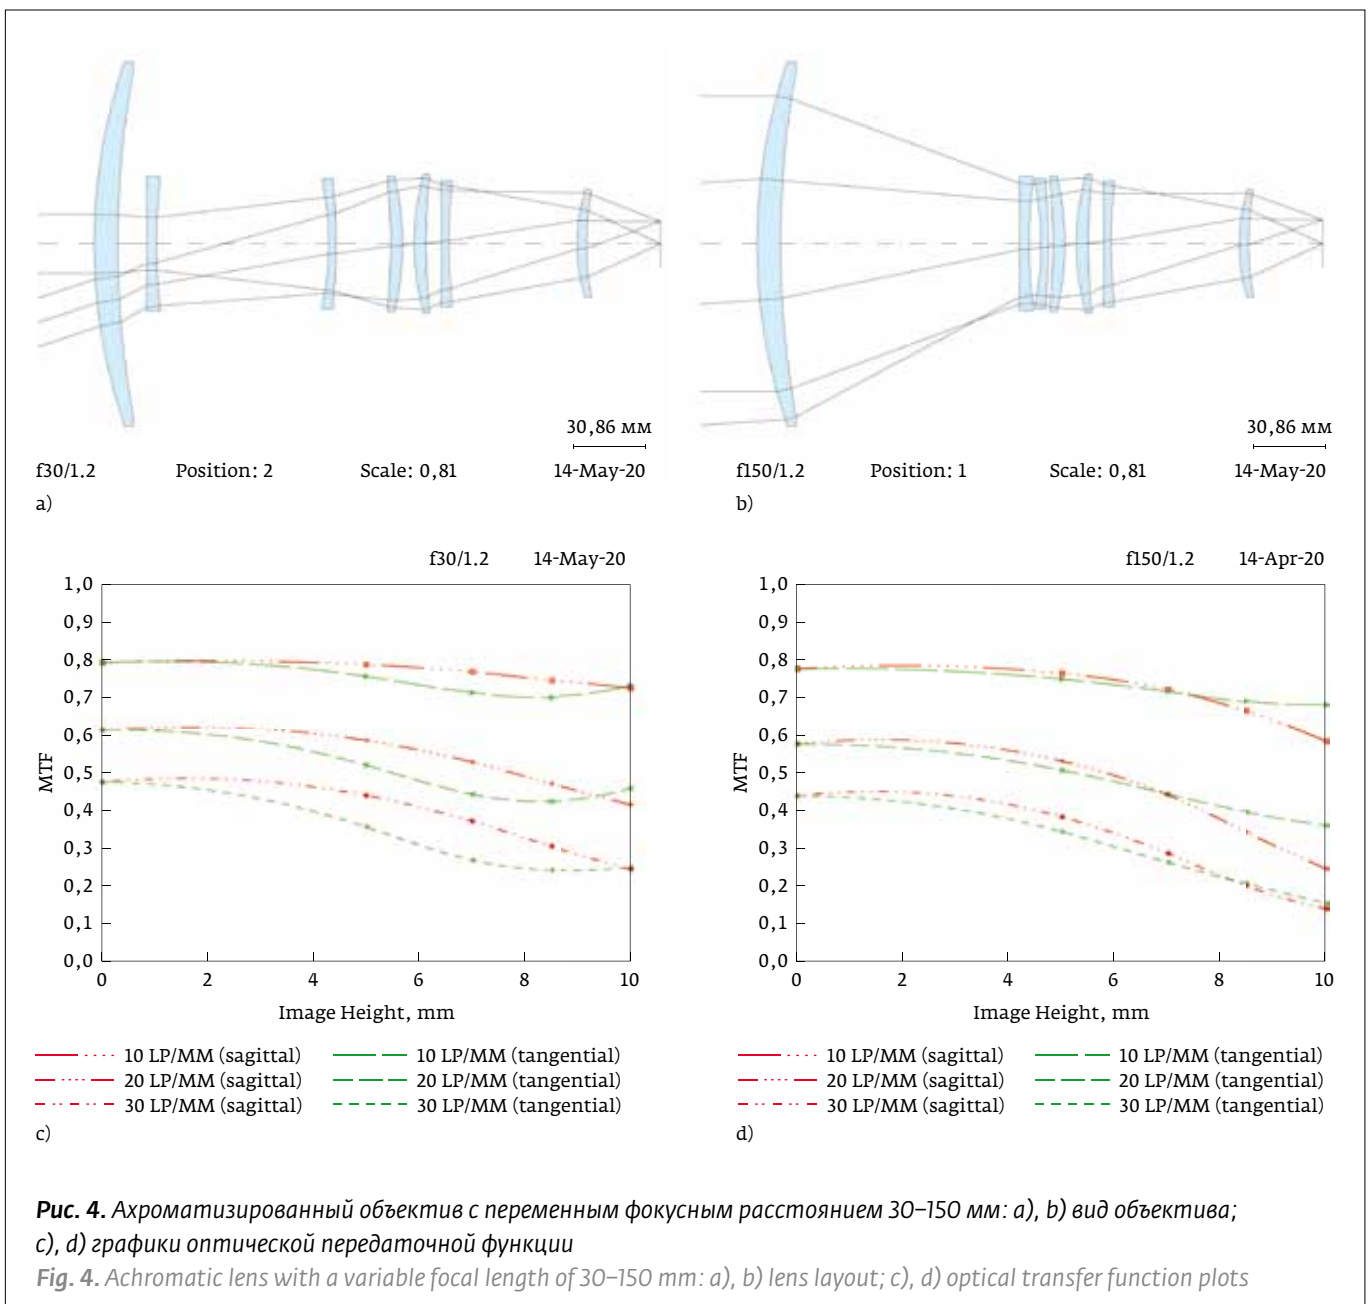 30,86 мм
30,86 мм
f30/1.2 Position: 2 Scale: 0,81 14-May-20
f150/1.2 Position: 1 Scale: 0,81 14-May-20
a)
b)
f30/1.2 14-May-20
f150/1.2 14-Apr-20
MTF
1,0
0,9
0,8
0,7
0,6
0,5
0,4
0,3
0,2
0,1
0,0
0 2 4 6 8 10
Image Height, mm
MTF
1,0
0,9
0,8
0,7
0,6
0,5
0,4
0,3
0,2
0,1
0,0
0 2 4 6 8 10
Image Height, mm
10 LP/MM (sagittal) 10 LP/MM (tangential)
20 LP/MM (sagittal) 20 LP/MM (tangential)
30 LP/MM (sagittal) 30 LP/MM (tangential)
c)
10 LP/MM (sagittal) 10 LP/MM (tangential)
20 LP/MM (sagittal) 20 LP/MM (tangential)
30 LP/MM (sagittal) 30 LP/MM (tangential)
d)
Рис. 4. Ахроматизированный объектив с переменным фокусным расстоянием 30–150 мм: a), b) вид объектива;
c), d) графики оптической передаточной функции
Fig. 4. Achromatic lens with a variable focal length of 30–150 mm: a), b) lens layout; c), d) optical transfer function plots